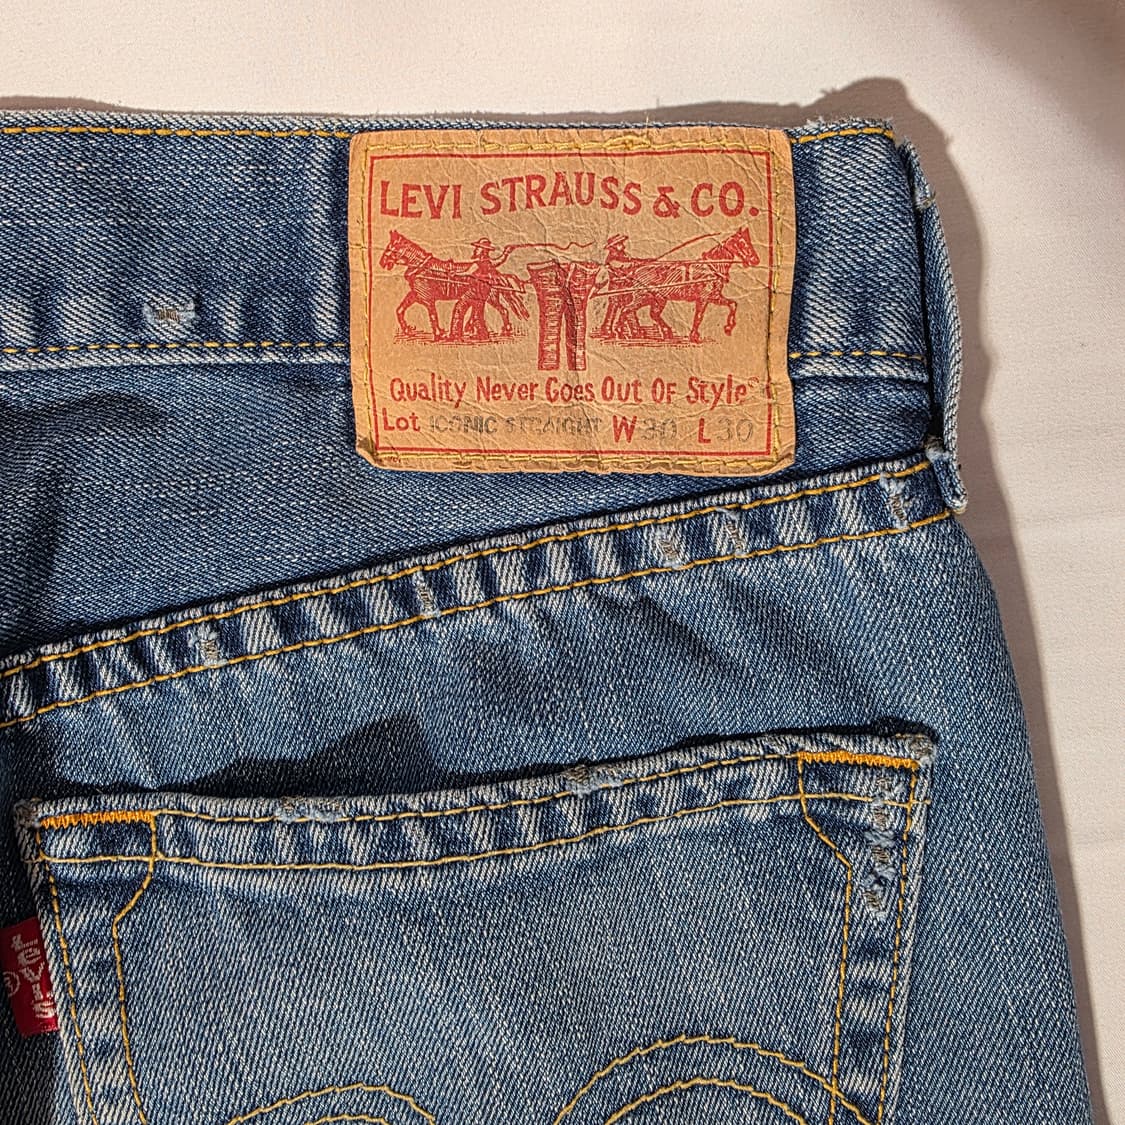 LEVI STRAUSS & CO.
Quality Never Goes Out Of Style®
Lot ICONIC STRAIGHT W 30 L 30
Levi's ®